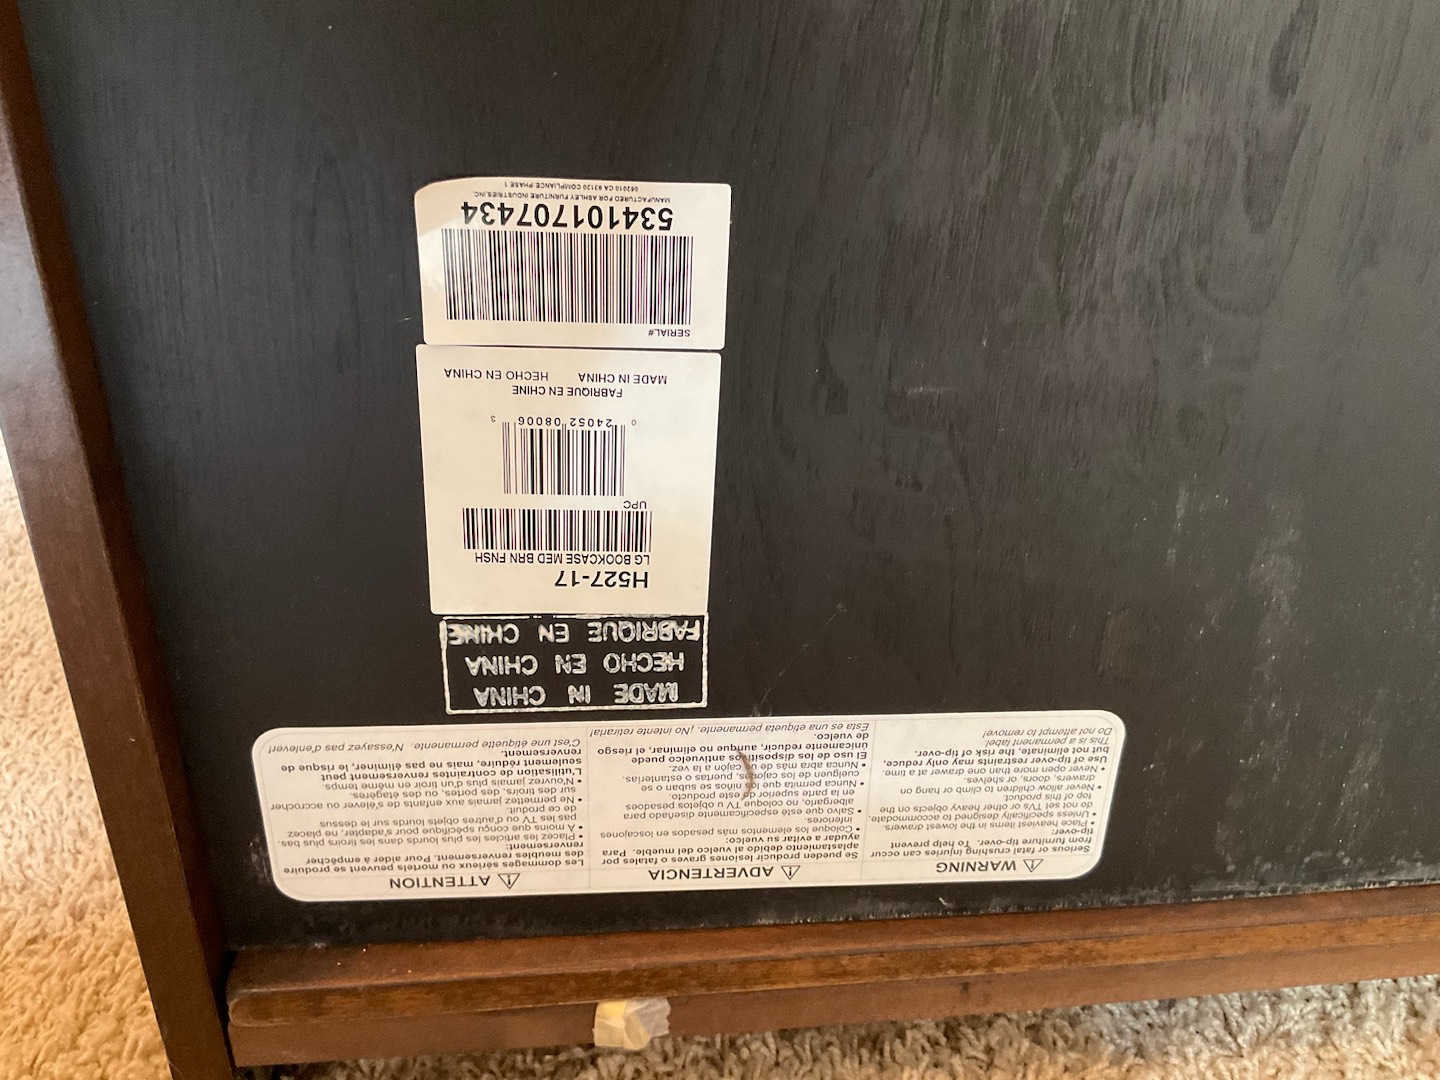 ⚠ WARNING
Serious or fatal crushing injuries can occur
from furniture tip-over. To help prevent
tip-over:
• Place heaviest items in the lowest drawers.
• Unless specifically designed to accommodate,
do not set TVs or other heavy objects on the
top of this product.
• Never allow children to climb or hang on
drawers, doors, or shelves.
• Never open more than one drawer at a time.
Use of tip-over restraints may only reduce,
but not eliminate, the risk of tip-over.
This is a permanent label
Do not attempt to remove!
⚠ ADVERTENCIA
Se pueden producir lesiones graves o fatales por
aplastamiento debido al vuelco del mueble. Para
ayudar a evitar su vuelco:
• Coloque los elementos más pesados en los cajones
inferiores.
• Salvo que esté específicamente diseñado para
albergarlo, no coloque TV u objetos pesados
en la parte superior de este producto.
• Nunca permita que los niños se suban o se
cuelguen de los cajones, puertas o estanterías.
• Nunca abra más de un cajón a la vez.
El uso de los dispositivos antivuelco puede
únicamente reducir, aunque no eliminar, el riesgo
de vuelco.
Esta es una etiqueta permanente. ¡No intente retirarla!
⚠ ATTENTION
Les dommages sérieux ou mortels peuvent se produire
des meubles renversement. Pour aider à empêcher
renversement:
• Placez les articles les plus lourds dans les tiroirs plus bas.
• À moins que conçu spécifique pour s'adapter, ne placez
pas les TV ou d'autres objets lourds sur le dessus
de ce produit.
• Ne permettez jamais aux enfants de s'élever ou accrocher
sur des tiroirs, des portes, ou des étagères.
• N'ouvrez jamais plus d'un tiroir en même temps.
L'utilisation de contraintes renversement peut
seulement réduire, mais ne pas éliminer, le risque de
renversement.
C'est une étiquette permanente. N'essayez pas d'enlever!
MADE IN CHINA
HECHO EN CHINA
FABRIQUE EN CHINE
H527-17
LG BOOKCASE MED BRN FNSH
UPC
0 24052 08006 3
FABRIQUE EN CHINE
MADE IN CHINA HECHO EN CHINA
SERIAL#
534101707434
MANUFACTURED FOR ASHLEY FURNITURE INDUSTRIES,INC.
062010 CA 93120 COMPLIANCE-PHASE 1